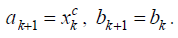 a_{k+1} = x_k^c , b_{k+1} = b_k .